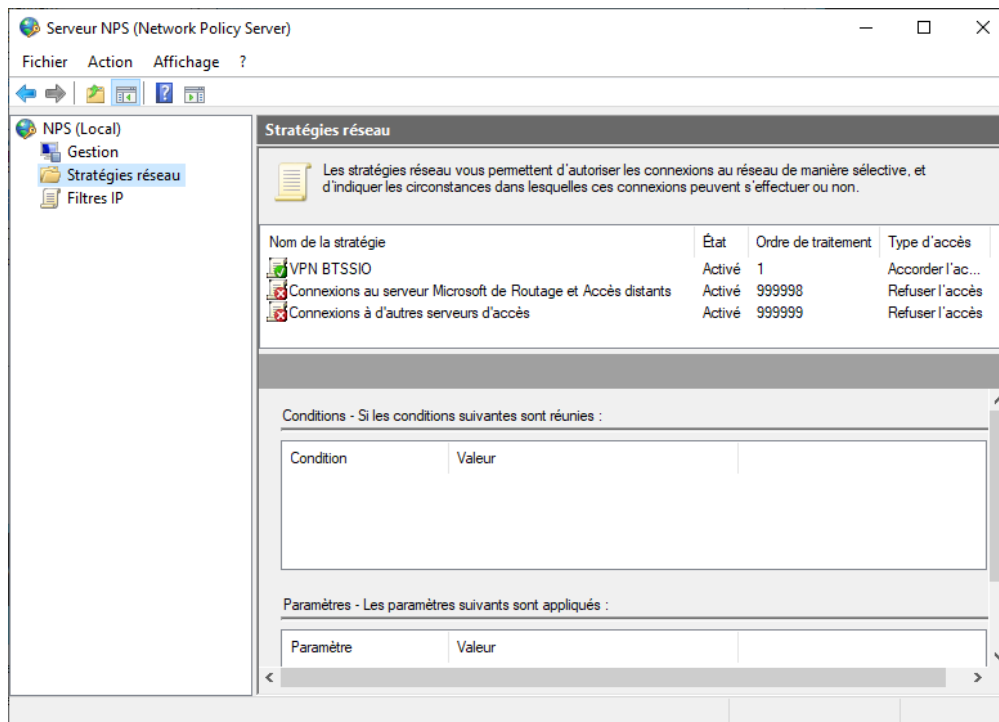 Serveur NPS (Network Policy Server)
Fichier Action Affichage ?
NPS (Local)
Gestion
Stratégies réseau
Filtres IP
Stratégies réseau
Les stratégies réseau vous permettent d'autoriser les connexions au réseau de manière sélective, et
d'indiquer les circonstances dans lesquelles ces connexions peuvent s'effectuer ou non.
Nom de la stratégie État Ordre de traitement Type d'accès
VPN BTSSIO Activé 1 Accorder l'ac...
Connexions au serveur Microsoft de Routage et Accès distants Activé 999998 Refuser l'accès
Connexions à d'autres serveurs d'accès Activé 999999 Refuser l'accès
Conditions - Si les conditions suivantes sont réunies :
Condition Valeur
Paramètres - Les paramètres suivants sont appliqués :
Paramètre Valeur